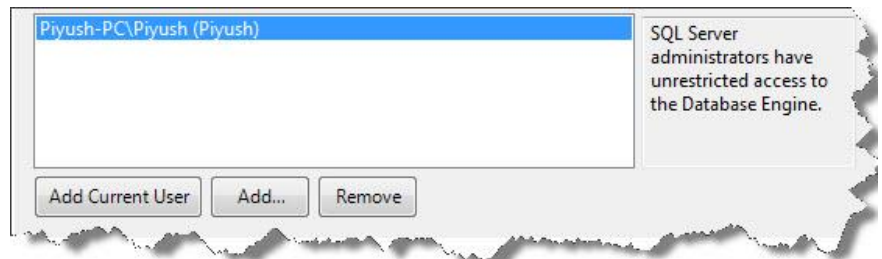 Piyush-PC\Piyush (Piyush)
SQL Server
administrators have
unrestricted access to
the Database Engine.
Add Current User
Add...
Remove